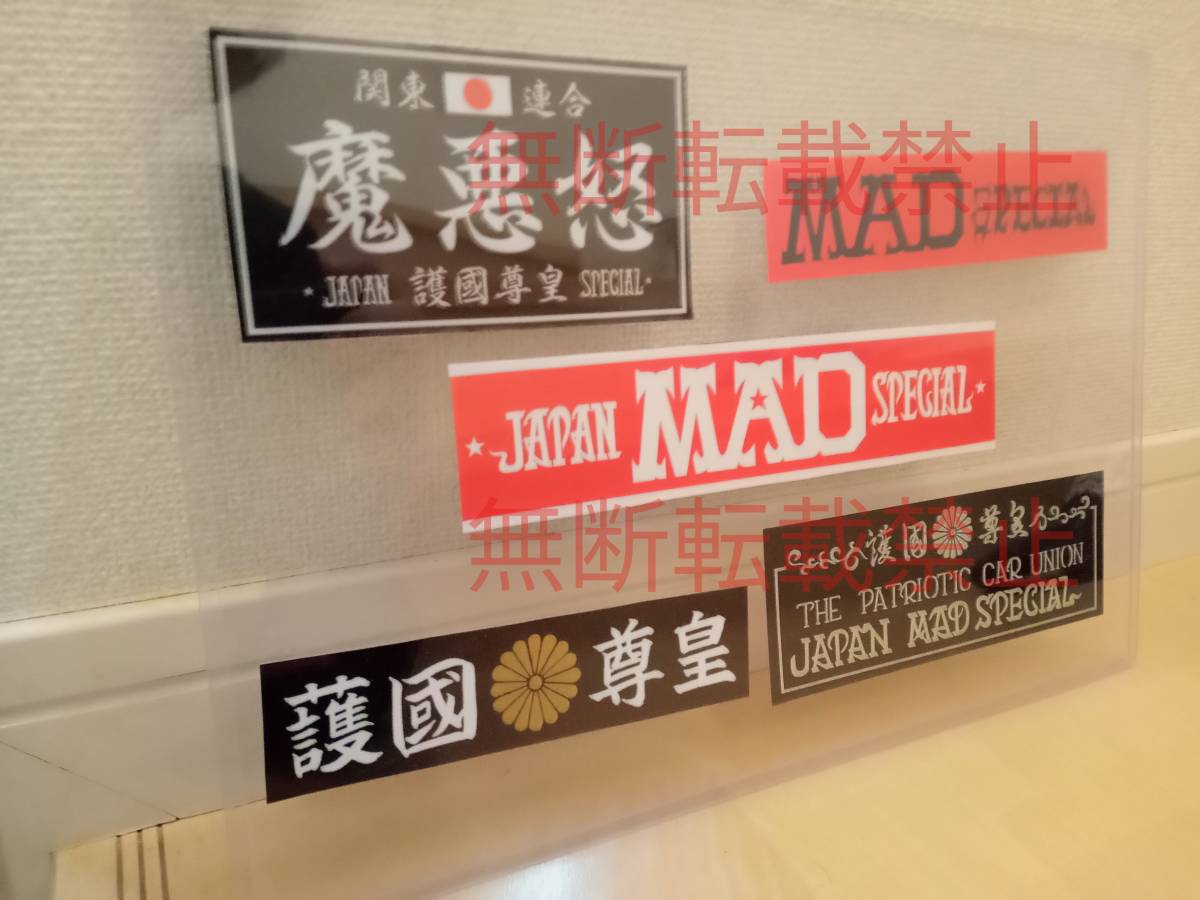 関東 連合
魔悪怒
JAPAN 護國尊皇 SPECIAL
無断転載禁止
MAD SPECIAL
JAPAN MAD SPECIAL
無断転載禁止
護國 尊皇
THE PATRIOTIC CAR UNION
JAPAN MAD SPECIAL
護國 尊皇